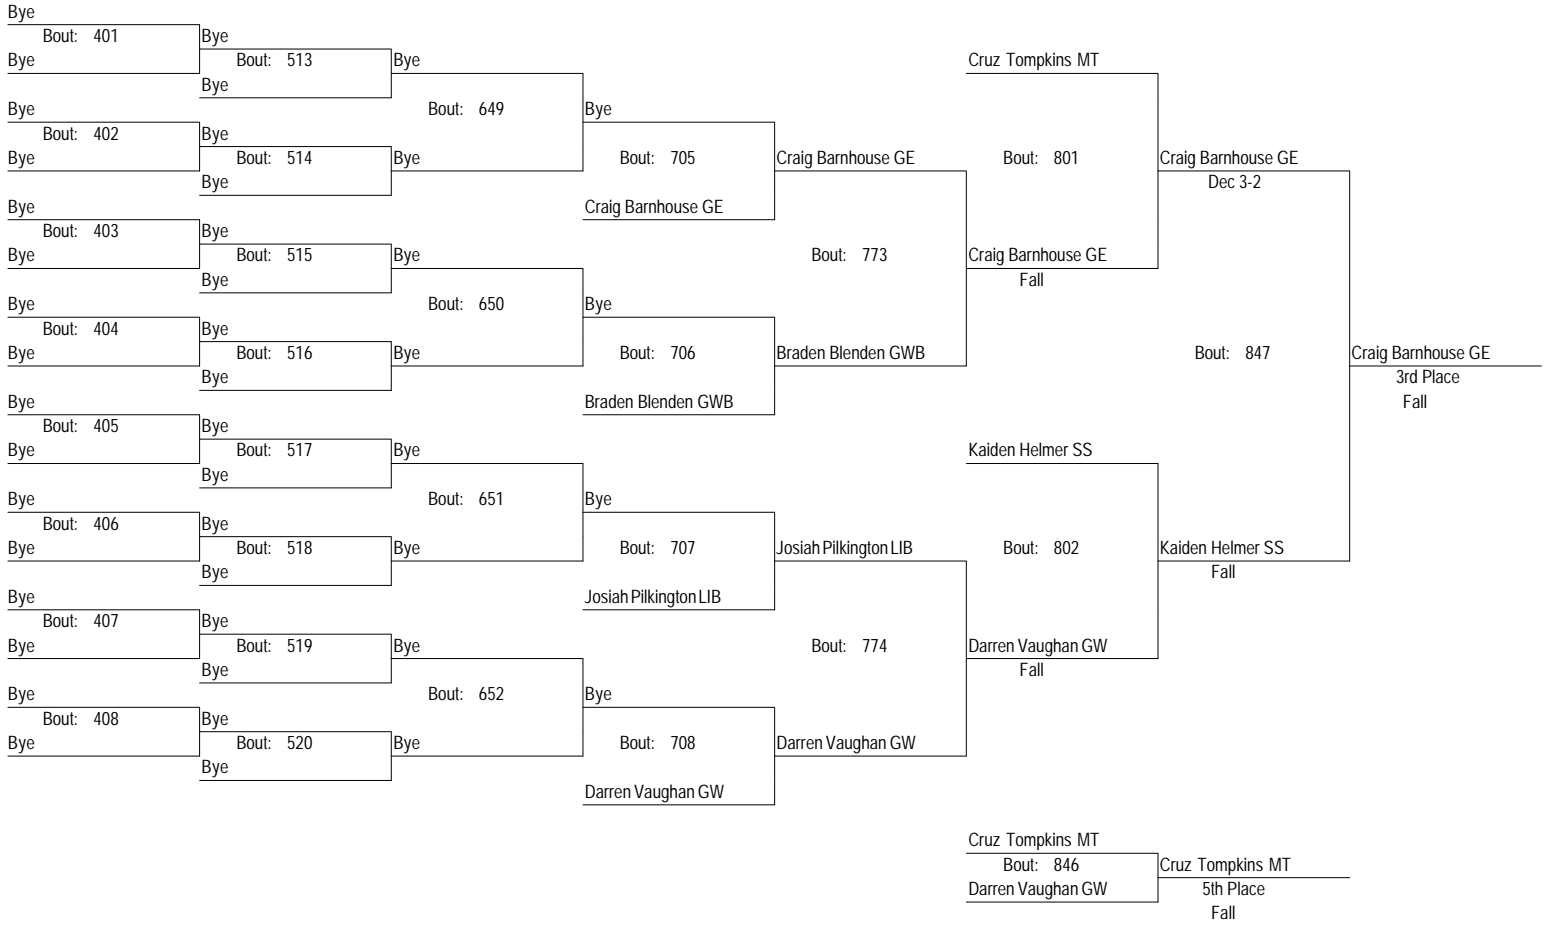 Bye
Bout: 401
Bye
Bye
Bout: 513
Bye
Bye
Bout: 402
Bye
Bye
Bout: 514
Bye
Bye
Bout: 403
Bye
Bye
Bout: 515
Bye
Bye
Bout: 404
Bye
Bye
Bout: 516
Bye
Bye
Bout: 405
Bye
Bye
Bout: 517
Bye
Bye
Bout: 406
Bye
Bye
Bout: 518
Bye
Bye
Bout: 407
Bye
Bye
Bout: 519
Bye
Bye
Bout: 408
Bye
Bye
Bout: 520
Bye
Bye
Bout: 649
Bye
Bye
Bout: 650
Bye
Bye
Bout: 651
Bye
Bye
Bout: 652
Bye
Bye
Bout: 705
Craig Barnhouse GE
Bye
Bout: 706
Braden Blenden GWB
Bye
Bout: 707
Josiah Pilkington LIB
Bye
Bout: 708
Darren Vaughan GW
Craig Barnhouse GE
Bout: 773
Braden Blenden GWB
Josiah Pilkington LIB
Bout: 774
Darren Vaughan GW
Cruz Tompkins MT
Bout: 801
Craig Barnhouse GE
Fall
Kaiden Helmer SS
Bout: 802
Darren Vaughan GW
Fall
Craig Barnhouse GE
Dec 3-2
Bout: 847
Kaiden Helmer SS
Fall
Craig Barnhouse GE
3rd Place
Fall
Cruz Tompkins MT
Bout: 846
Darren Vaughan GW
Cruz Tompkins MT
5th Place
Fall